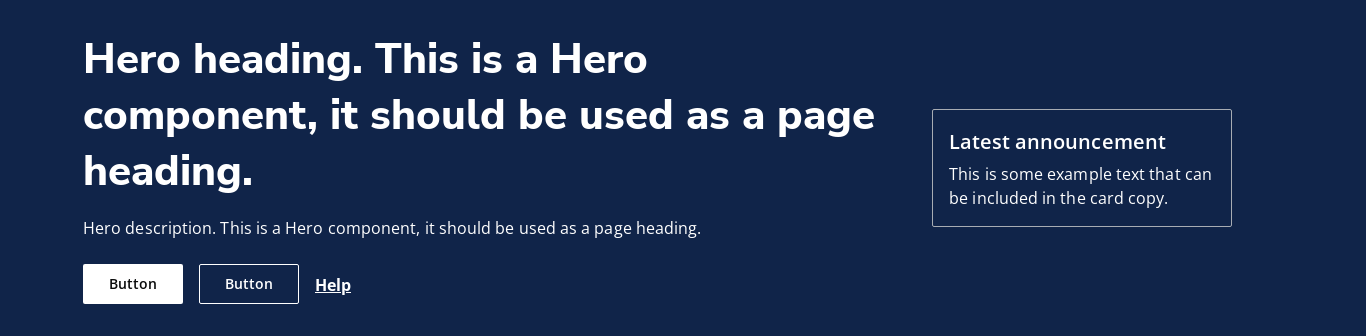 Hero heading. This is a Hero
component, it should be used as a page
heading.
Hero description. This is a Hero component, it should be used as a page heading.
Button
Button
Help
Latest announcement
This is some example text that can
be included in the card copy.